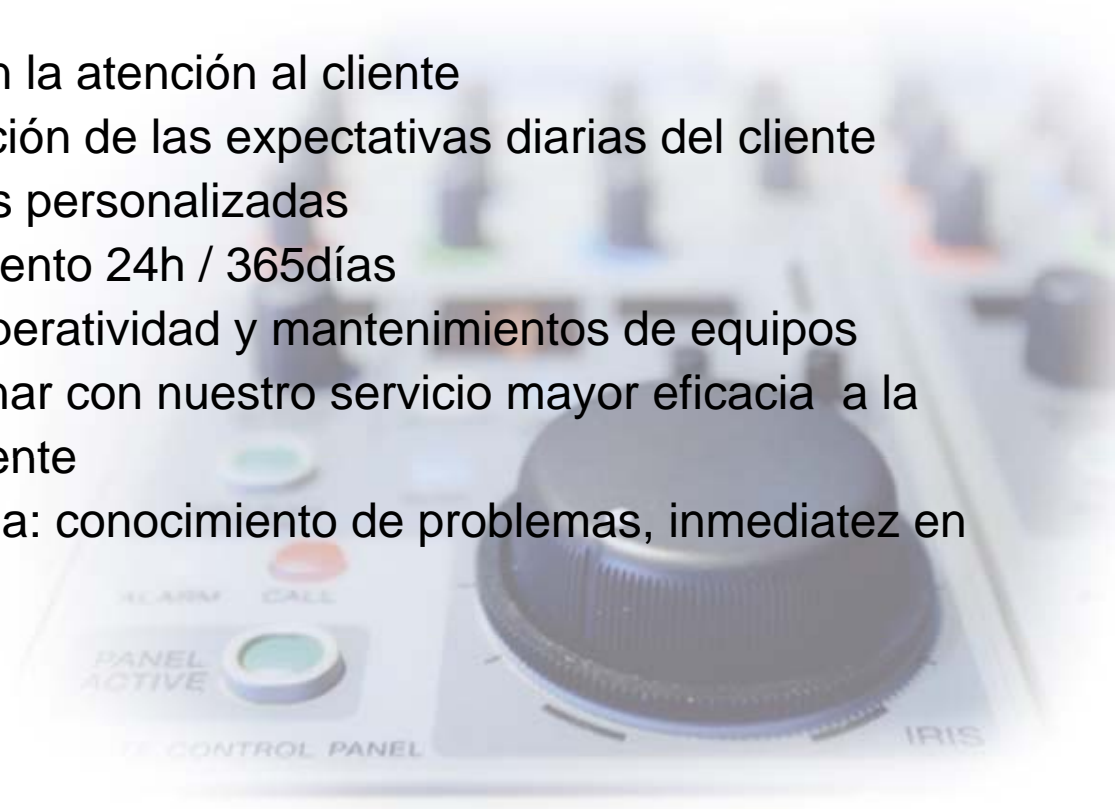 n la atención al cliente
ción de las expectativas diarias del cliente
s personalizadas
ento 24h / 365días
peratividad y mantenimientos de equipos
nar con nuestro servicio mayor eficacia  a la
ente
a: conocimiento de problemas, inmediatez en
ALARM CALL
PANEL
ACTIVE
CONTROL PANEL
IRIS